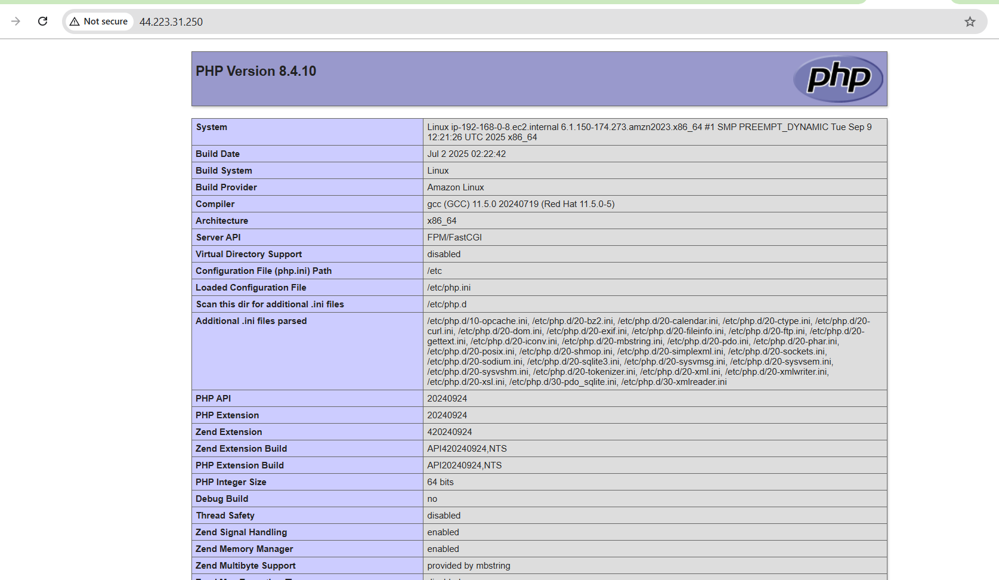 Not secure 44.223.31.250
PHP Version 8.4.10
php
System Linux ip-192-168-0-8.ec2.internal 6.1.150-174.273.amzn2023.x86_64 #1 SMP PREEMPT_DYNAMIC Tue Sep 9
12:21:26 UTC 2025 x86_64
Build Date Jul 2 2025 02:22:42
Build System Linux
Build Provider Amazon Linux
Compiler gcc (GCC) 11.5.0 20240719 (Red Hat 11.5.0-5)
Architecture x86_64
Server API FPM/FastCGI
Virtual Directory Support disabled
Configuration File (php.ini) Path /etc
Loaded Configuration File /etc/php.ini
Scan this dir for additional .ini files /etc/php.d
Additional .ini files parsed /etc/php.d/10-opcache.ini, /etc/php.d/20-bz2.ini, /etc/php.d/20-calendar.ini, /etc/php.d/20-ctype.ini, /etc/php.d/20-
curl.ini, /etc/php.d/20-dom.ini, /etc/php.d/20-exif.ini, /etc/php.d/20-fileinfo.ini, /etc/php.d/20-ftp.ini, /etc/php.d/20-
gettext.ini, /etc/php.d/20-iconv.ini, /etc/php.d/20-mbstring.ini, /etc/php.d/20-pdo.ini, /etc/php.d/20-phar.ini,
/etc/php.d/20-posix.ini, /etc/php.d/20-shmop.ini, /etc/php.d/20-simplexml.ini, /etc/php.d/20-sockets.ini,
/etc/php.d/20-sodium.ini, /etc/php.d/20-sqlite3.ini, /etc/php.d/20-sysvmsg.ini, /etc/php.d/20-sysvsem.ini,
/etc/php.d/20-sysvshm.ini, /etc/php.d/20-tokenizer.ini, /etc/php.d/20-xml.ini, /etc/php.d/20-xmlwriter.ini,
/etc/php.d/20-xsl.ini, /etc/php.d/30-pdo_sqlite.ini, /etc/php.d/30-xmlreader.ini
PHP API 20240924
PHP Extension 20240924
Zend Extension 420240924
Zend Extension Build API420240924,NTS
PHP Extension Build API20240924,NTS
PHP Integer Size 64 bits
Debug Build no
Thread Safety disabled
Zend Signal Handling enabled
Zend Memory Manager enabled
Zend Multibyte Support provided by mbstring